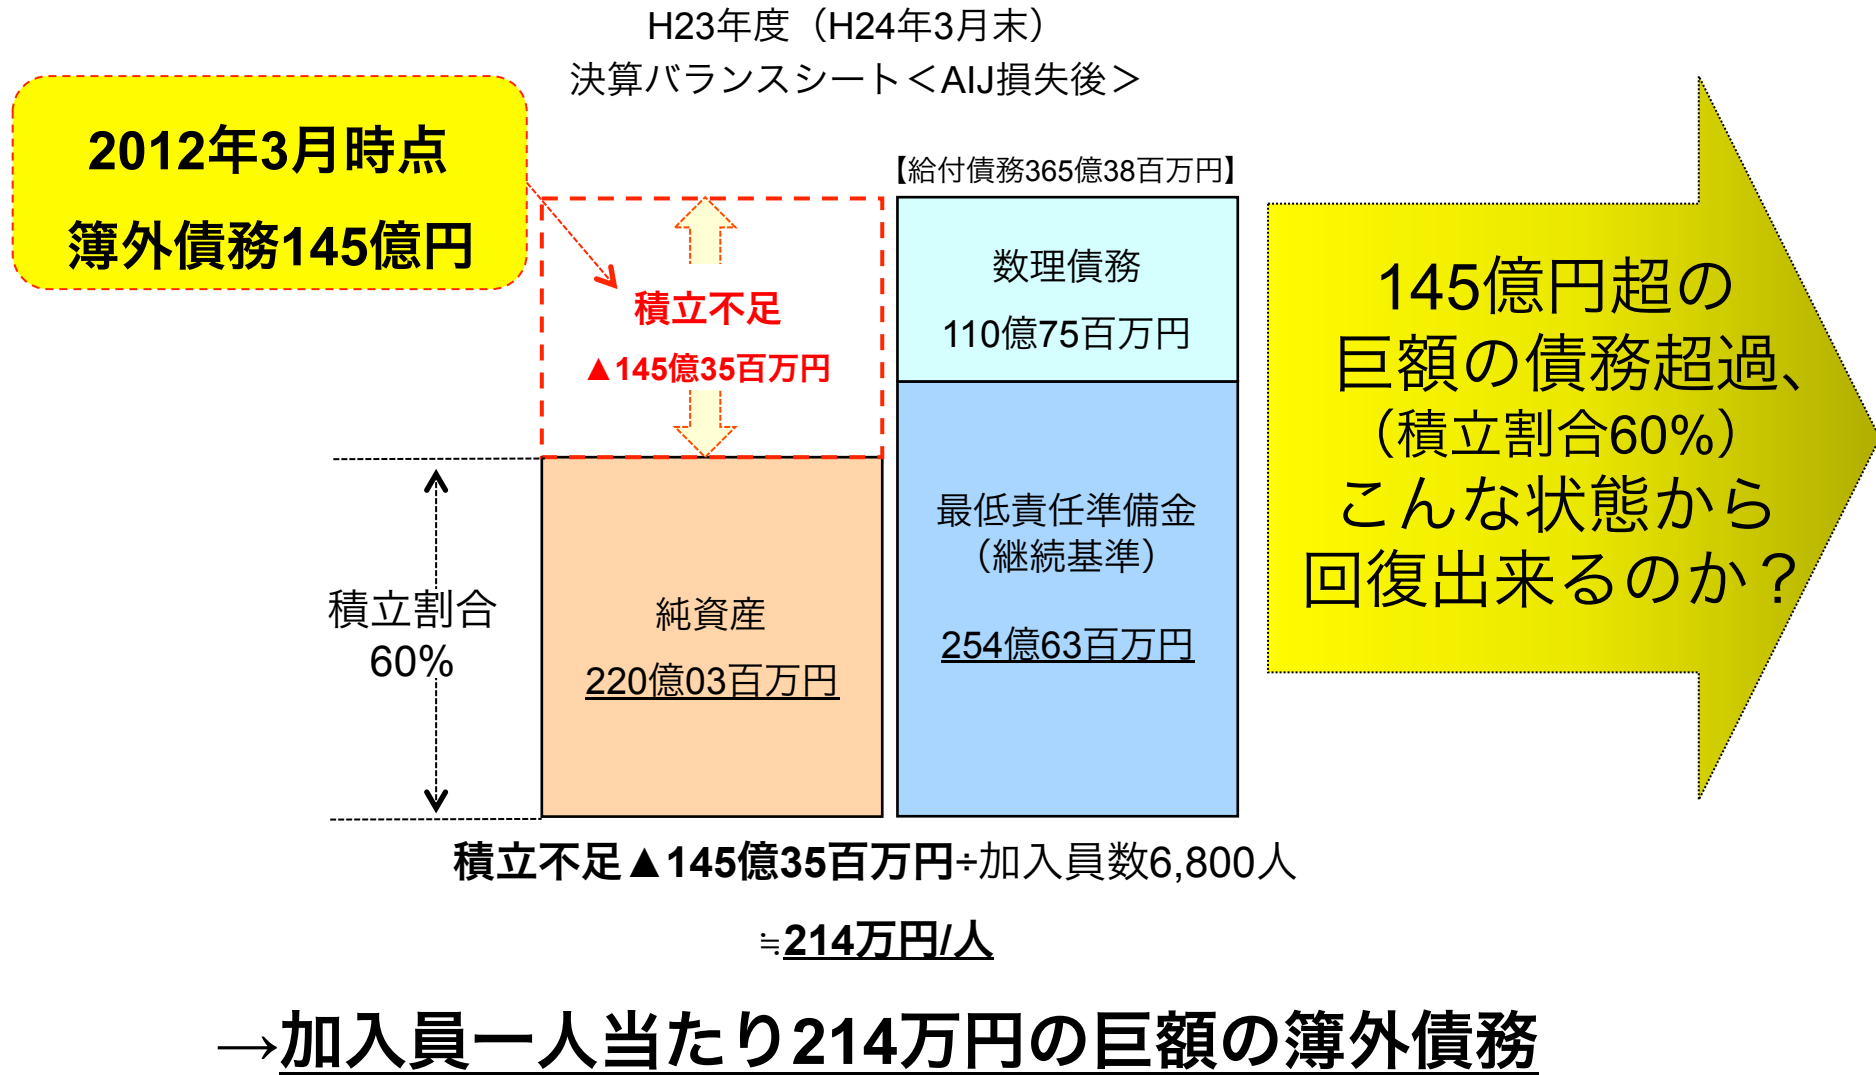 H23年度（H24年3月末）
決算バランスシート＜AIJ損失後＞
2012年3月時点
簿外債務145億円
【給付債務365億38百万円】
積立不足
▲145億35百万円
数理債務
110億75百万円
最低責任準備金
（継続基準）
254億63百万円
純資産
220億03百万円
積立割合
60%
145億円超の
巨額の債務超過、
（積立割合60%）
こんな状態から
回復出来るのか？
積立不足▲145億35百万円÷加入員数6,800人
≒214万円/人
→加入員一人当たり214万円の巨額の簿外債務